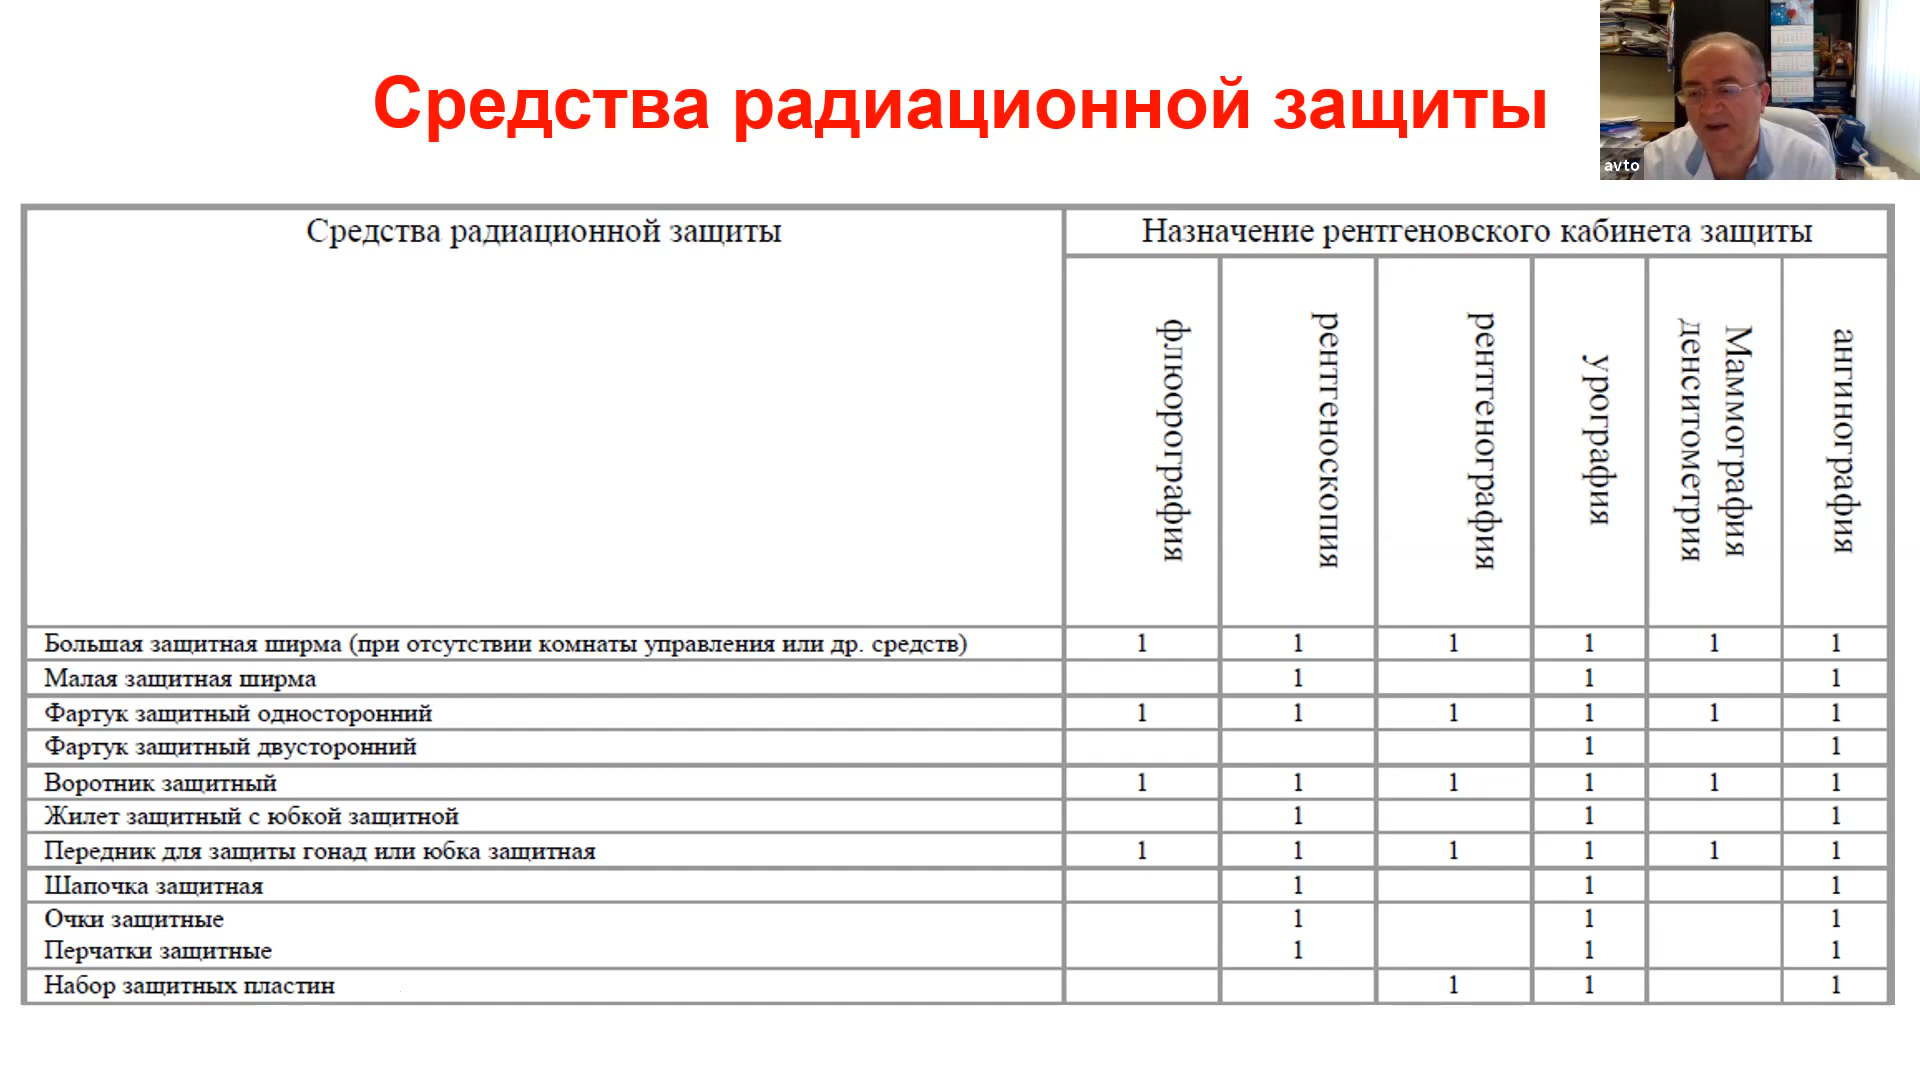 Средства радиационной защиты
avto
Средства радиационной защиты
Назначение рентгеновского кабинета защиты
флюорография
рентгеноскопия
рентгенография
урография
Маммография
денситометрия
ангинография
Большая защитная ширма (при отсутствии комнаты управления или др. средств) 1 1 1 1 1 1
Малая защитная ширма 1 1 1
Фартук защитный односторонний 1 1 1 1 1 1
Фартук защитный двусторонний 1 1
Воротник защитный 1 1 1 1 1 1
Жилет защитный с юбкой защитной 1 1 1
Передник для защиты гонад или юбка защитная 1 1 1 1 1 1
Шапочка защитная 1 1 1
Очки защитные 1 1 1
Перчатки защитные 1 1 1
Набор защитных пластин 1 1 1